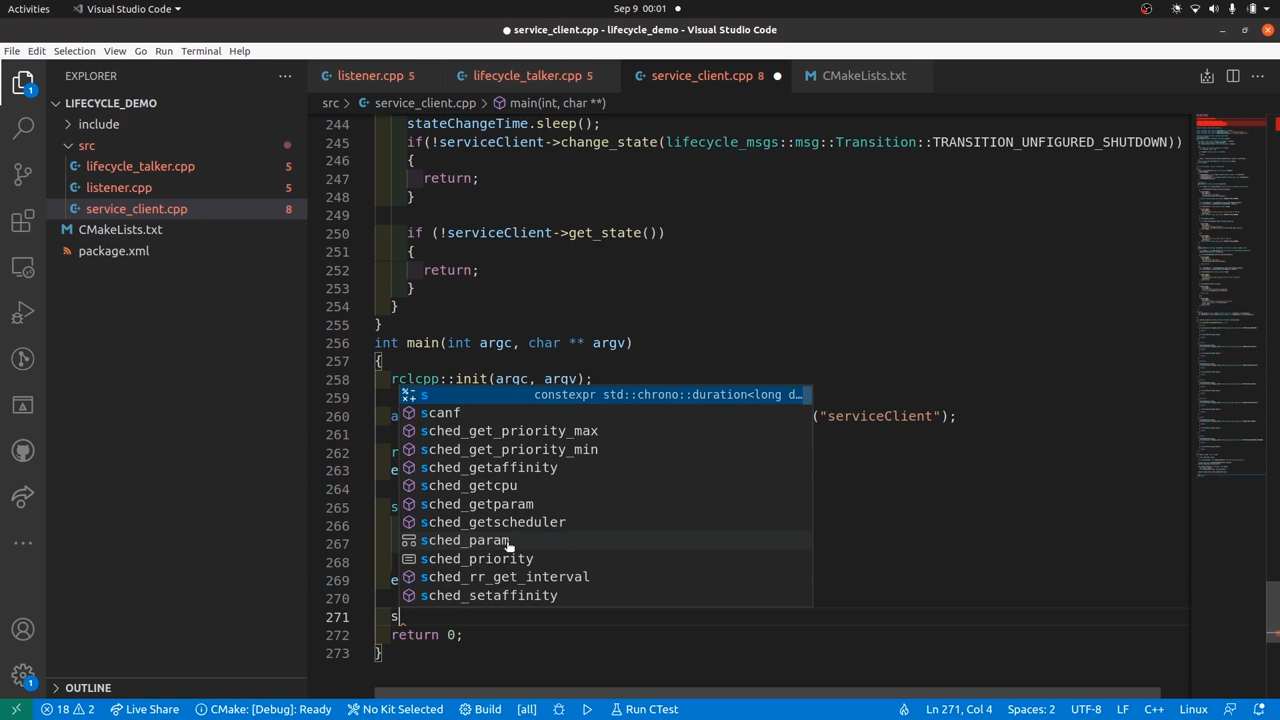 Activities
Visual Studio Code
Sep 9 00:01
service_client.cpp - lifecycle_demo - Visual Studio Code
File Edit Selection View Go Run Terminal Help
EXPLORER
listener.cpp 5
lifecycle_talker.cpp 5
service_client.cpp 8
CMakeLists.txt
LIFECYCLE_DEMO
include
src
lifecycle_talker.cpp 5
listener.cpp 5
service_client.cpp 8
CMakeLists.txt
package.xml
OUTLINE
src > service_client.cpp > main(int, char **)
244 stateChangeTime.sleep();
245 if(!serviceClient->change_state(lifecycle_msgs::msg::Transition::TRANSITION_UNFIGURED_SHUTDOWN))
246 {
247 return;
248 }
249
250 if (!serviceClient->get_state())
251 {
252 return;
253 }
254 }
255 }
256 int main(int argc, char ** argv)
257 {
258 rclcpp::init(argc, argv);
259
260 a ("serviceClient");
261
262 r
263 e
264
265 s
266
267
268
269 e
270
271 s
272 return 0;
273 }
s constexpr std::chrono::duration<long d...
scanf
sched_get_priority_max
sched_get_priority_min
sched_getaffinity
sched_getcpu
sched_getparam
sched_getscheduler
sched_param
sched_priority
sched_rr_get_interval
sched_setaffinity
1
1
18 2 Live Share CMake: [Debug]: Ready No Kit Selected Build [all] Run CTest Ln 271, Col 4 Spaces: 2 UTF-8 LF C++ Linux